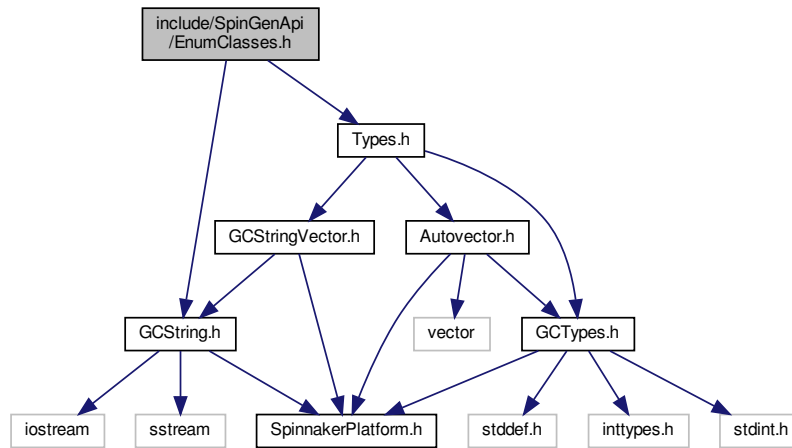 include/SpinGenApi
/EnumClasses.h
Types.h
GCStringVector.h
Autovector.h
GCString.h
vector
GCTypes.h
iostream
sstream
SpinnakerPlatform.h
stddef.h
inttypes.h
stdint.h